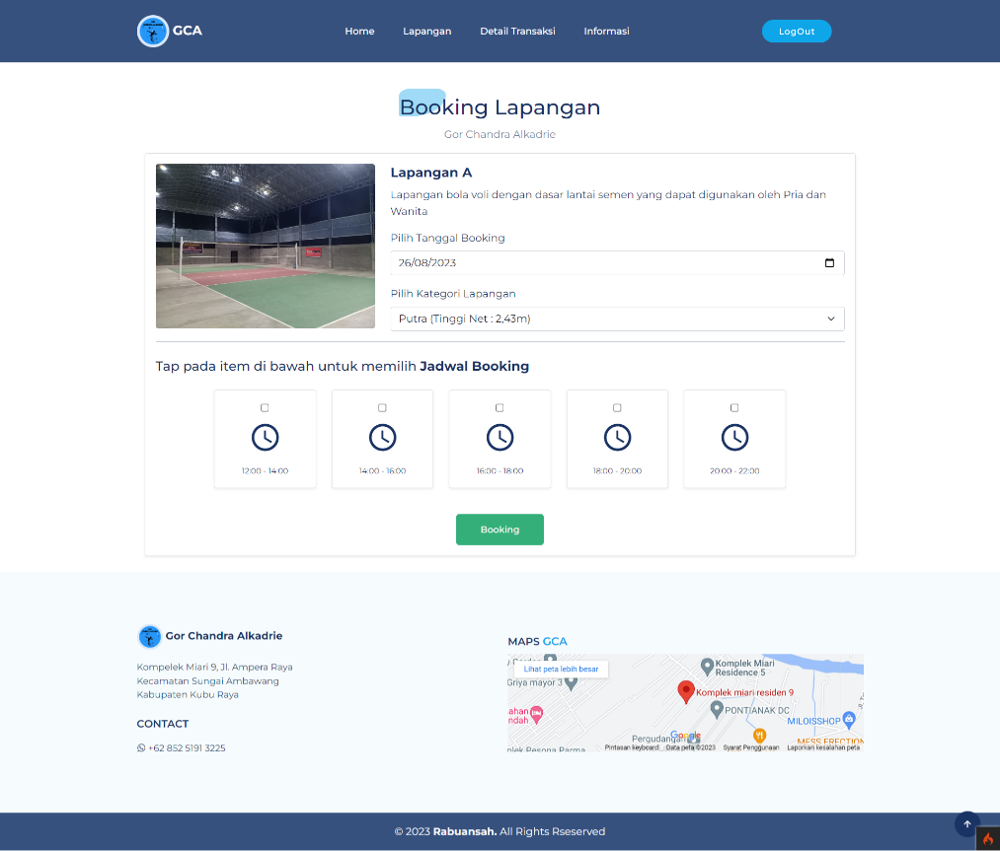 GCA
Home
Lapangan
Detail Transaksi
Informasi
LogOut
Booking Lapangan
Gor Chandra Alkadrie
Lapangan A
Lapangan bola voli dengan dasar lantai semen yang dapat digunakan oleh Pria dan
Wanita
Pilih Tanggal Booking
26/08/2023
Pilih Kategori Lapangan
Putra (Tinggi Net : 2,43m)
Tap pada item di bawah untuk memilih Jadwal Booking
12:00 - 14:00
14:00 - 16:00
16:00 - 18:00
18:00 - 20:00
20:00 - 22:00
Booking
Gor Chandra Alkadrie
Kompelek Miari 9, Jl. Ampera Raya
Kecamatan Sungai Ambawang
Kabupaten Kubu Raya
CONTACT
+62 852 5191 3225
MAPS GCA
Lihat peta lebih besar
Griya mayor 3
Komplek Miari
Residence 5
Komplek miari residen 9
PONTIANAK DC
ahan
ndah
MILOISSHOP
Pergudangan
Google
MESS ERECTION
plek Pesona Parma
Pintasan keyboard
Data peta ©2023
Syarat Penggunaan
Laporkan kesalahan peta
© 2023 Rabuansah. All Rights Rseserved